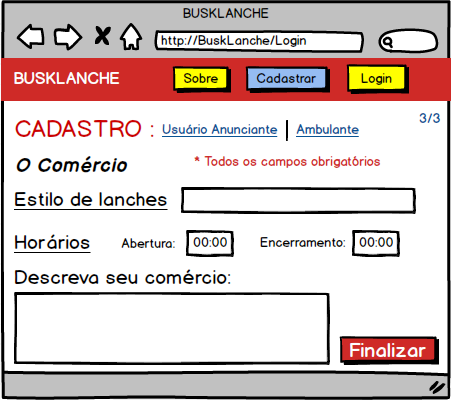 BUSKLANCHE
http://BuskLanche/Login
BUSKLANCHE Sobre Cadastrar Login
3/3
CADASTRO : Usuário Anunciante | Ambulante
O Comércio * Todos os campos obrigatórios
Estilo de lanches
Horários Abertura: 00:00 Encerramento: 00:00
Descreva seu comércio:
Finalizar